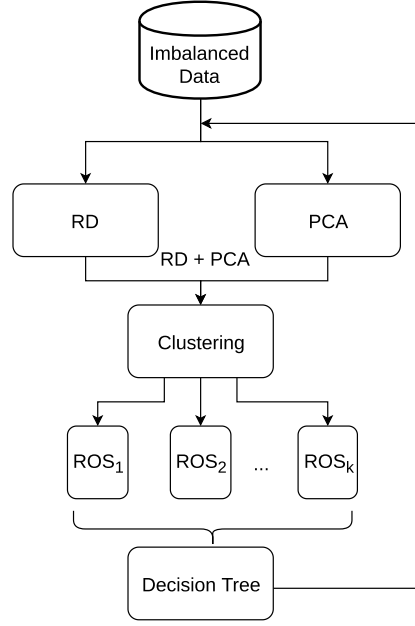 Imbalanced
Data
RD
PCA
RD + PCA
Clustering
ROS₁
ROS₂
...
ROSₖ
Decision Tree